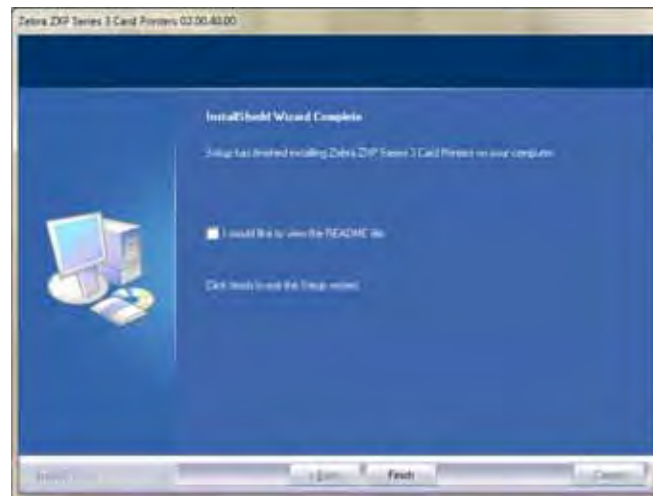 Zebra ZXP Series 3 Card Printers 02.00.40.00
InstallShield Wizard Complete
Setup has finished installing Zebra ZXP Series 3 Card Printers on your computer.
I would like to view the README file.
Click finish to exit the Setup wizard.
InstallShield
< Back
Finish
Cancel